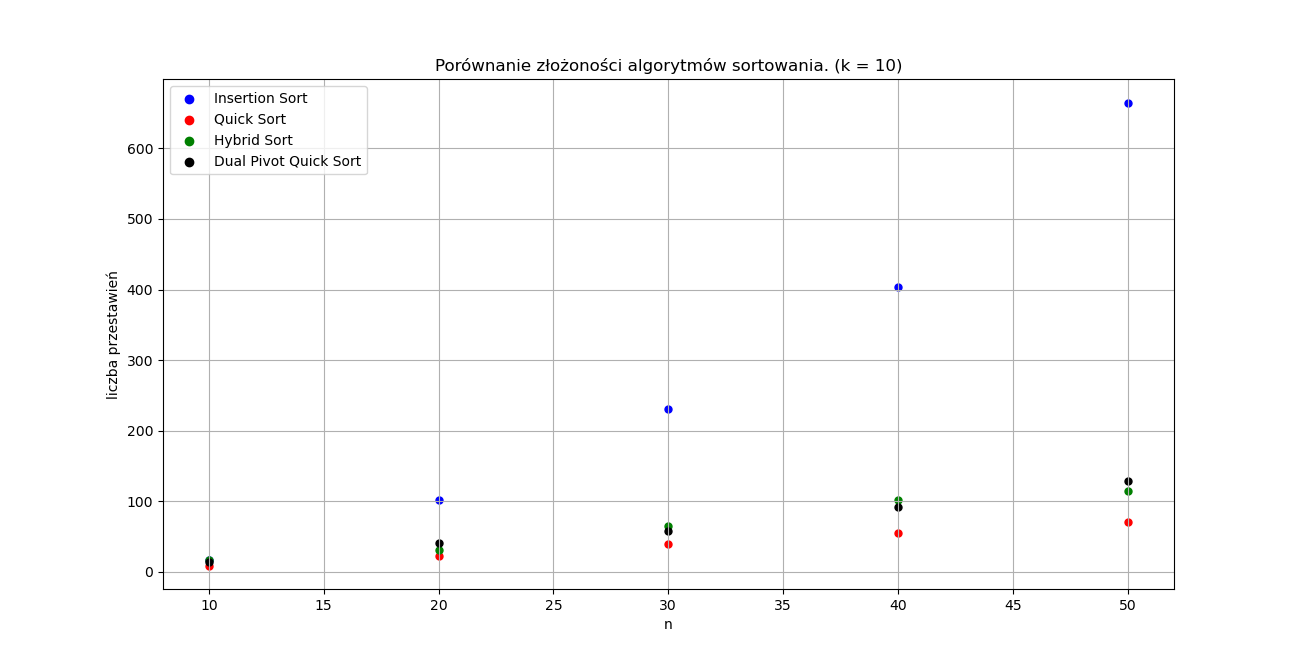 Porównanie złożoności algorytmów sortowania. (k = 10)
Insertion Sort
Quick Sort
Hybrid Sort
Dual Pivot Quick Sort
liczba przestawień
600
500
400
300
200
100
0
10 15 20 25 30 35 40 45 50
n